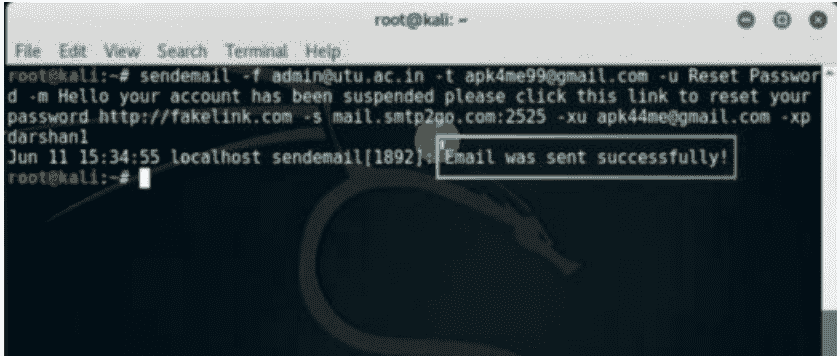 root@kali: ~
File Edit View Search Terminal Help
root@kali:~# sendemail -f admin@utu.ac.in -t apk4me99@gmail.com -u Reset Passwor
d -m Hello your account has been suspended please click this link to reset your
password http://fakelink.com -s mail.smtp2go.com:2525 -xu apk44me@gmail.com -xp
darshan1
Jun 11 15:34:55 localhost sendemail[1892]: Email was sent successfully!
root@kali:~#